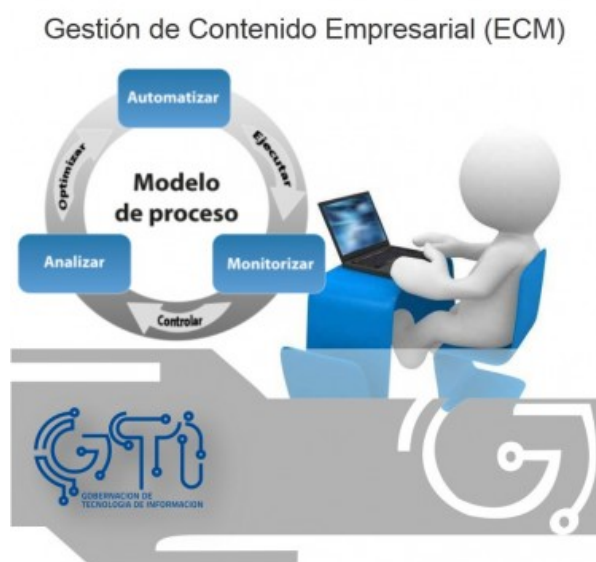 Gestión de Contenido Empresarial (ECM)
Automatizar
Optimizar
Ejecutar
Modelo
de proceso
Analizar
Monitorizar
Controlar
GTI
GOBERNACION DE
TECNOLOGIA DE INFORMACION